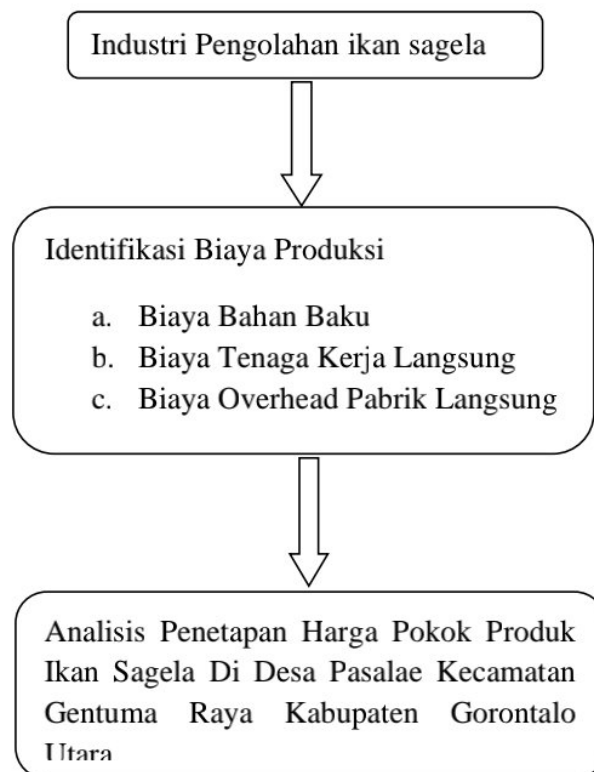 Industri Pengolahan ikan sagela
Identifikasi Biaya Produksi
a. Biaya Bahan Baku
b. Biaya Tenaga Kerja Langsung
c. Biaya Overhead Pabrik Langsung
Analisis Penetapan Harga Pokok Produk
Ikan Sagela Di Desa Pasalae Kecamatan
Gentuma Raya Kabupaten Gorontalo
Utara